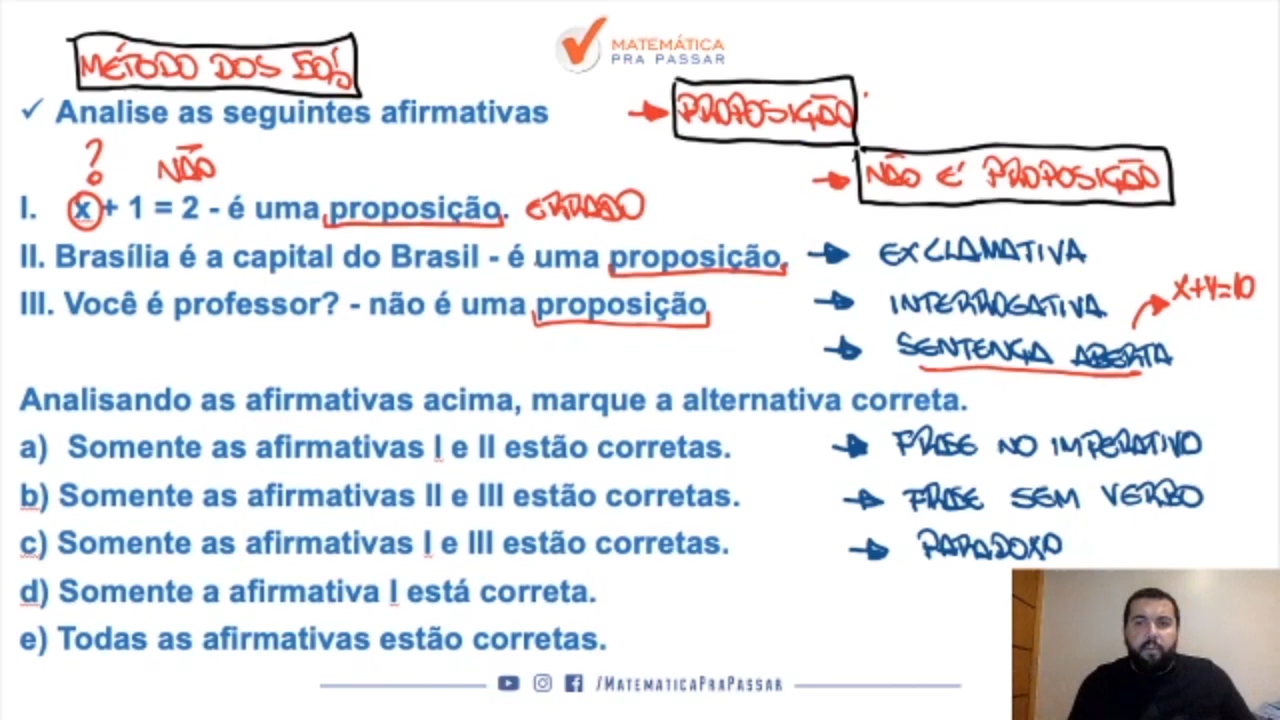 MÉTODO DOS 50's
MATEMÁTICA
PRA PASSAR
✓ Analise as seguintes afirmativas
→ PROPOSIÇÃO
? NÃO
→ NÃO É PROPOSIÇÃO
I. x + 1 = 2 - é uma proposição. ERRADO
II. Brasília é a capital do Brasil - é uma proposição.
→ EXCLAMATIVA
III. Você é professor? - não é uma proposição
→ INTERROGATIVA
x+y=10
→ SENTENÇA ABERTA
Analisando as afirmativas acima, marque a alternativa correta.
a) Somente as afirmativas I e II estão corretas.
→ FRASE NO IMPERATIVO
b) Somente as afirmativas II e III estão corretas.
→ FRASE SEM VERBO
c) Somente as afirmativas I e III estão corretas.
→ PARADOXO
d) Somente a afirmativa I está correta.
e) Todas as afirmativas estão corretas.
/MATEMATICAPRAPASSAR